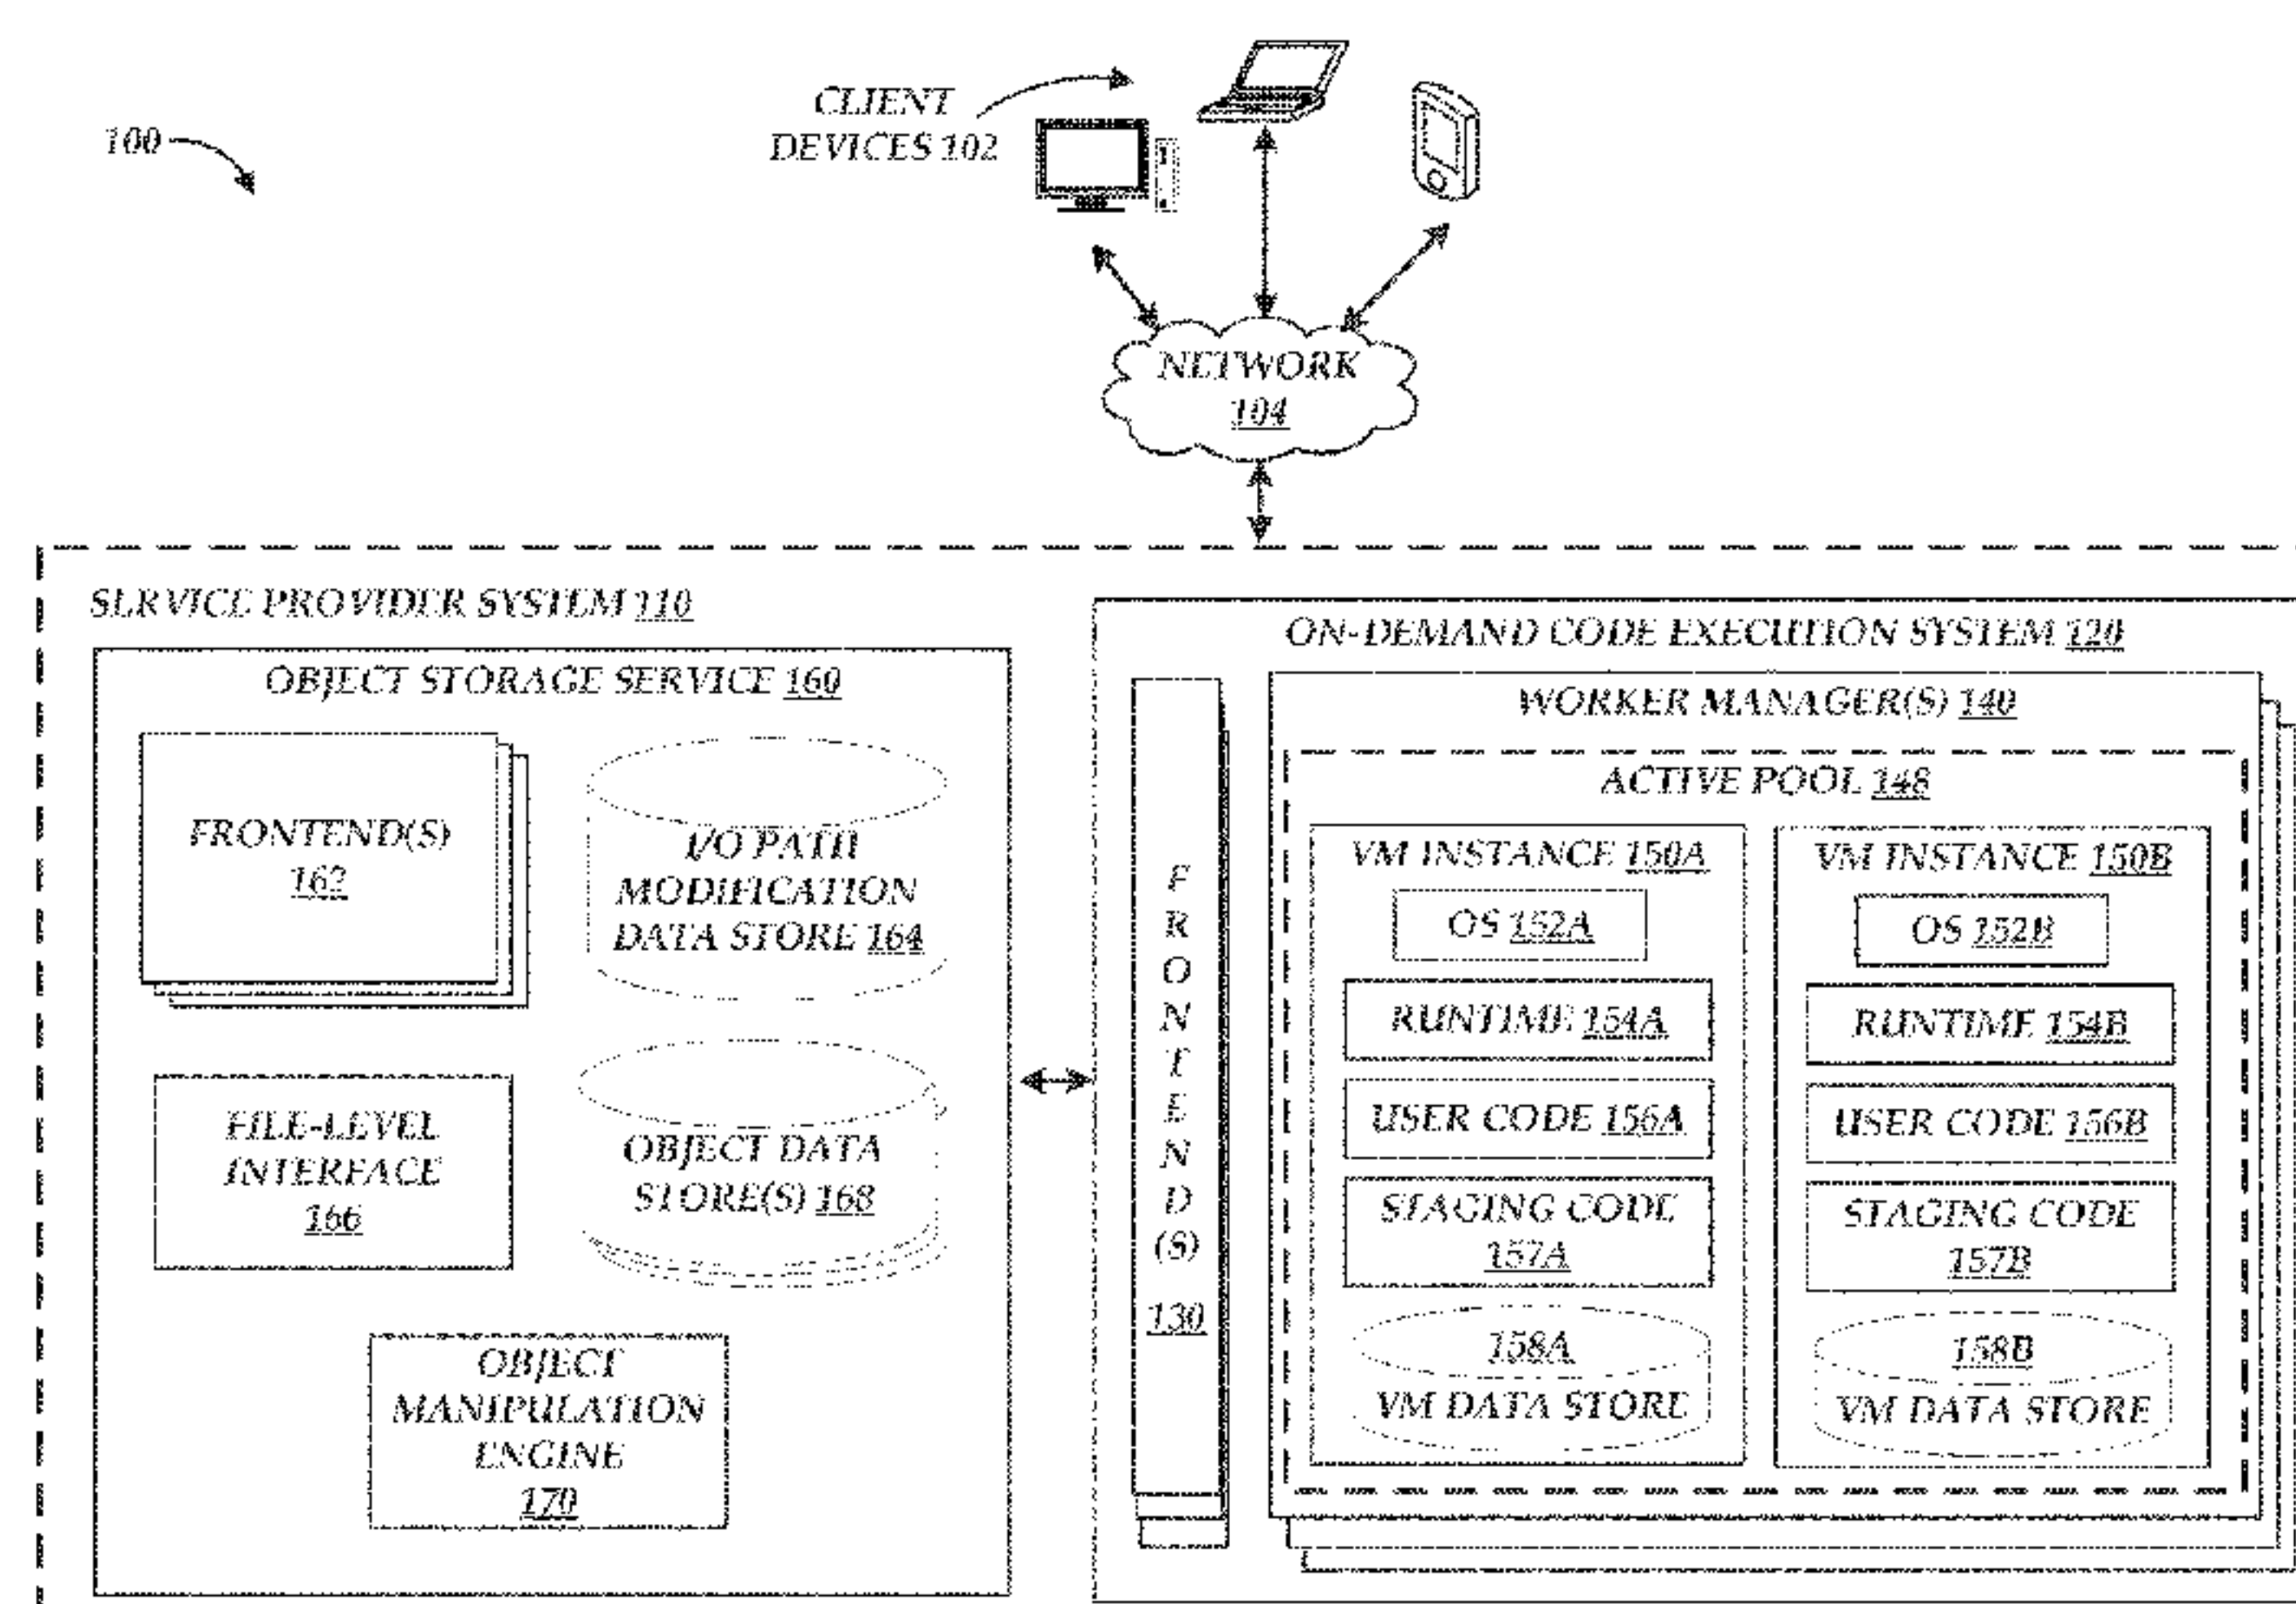 100
CLIENT
DEVICES 102
NETWORK
104
SERVICE PROVIDER SYSTEM 110
OBJECT STORAGE SERVICE 160
FRONTEND(S)
162
I/O PATH
MODIFICATION
DATA STORE 164
FILE-LEVEL
INTERFACE
166
OBJECT DATA
STORE(S) 168
OBJECT
MANIPULATION
ENGINE
170
ON-DEMAND CODE EXECUTION SYSTEM 120
FRONTEND(S)
130
WORKER MANAGER(S) 140
ACTIVE POOL 148
VM INSTANCE 150A
OS 152A
RUNTIME 154A
USER CODE 156A
STAGING CODE
157A
158A
VM DATA STORE
VM INSTANCE 150B
OS 152B
RUNTIME 154B
USER CODE 156B
STAGING CODE
157B
158B
VM DATA STORE